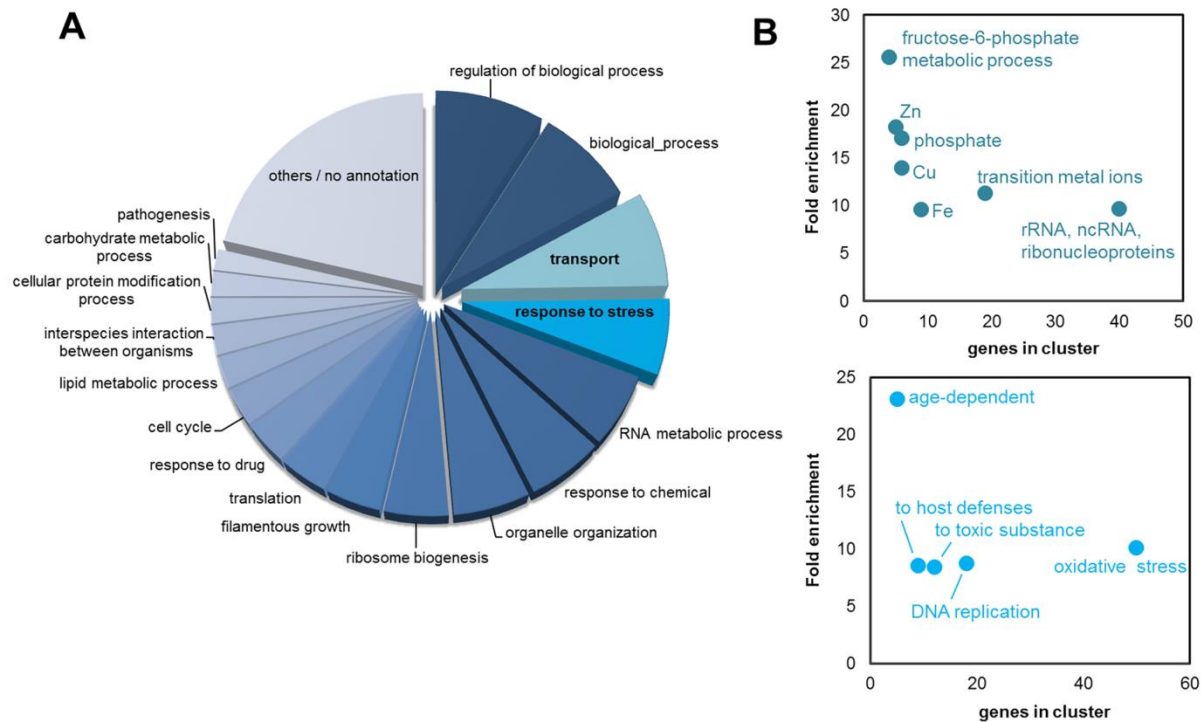 A
regulation of biological process
biological_process
transport
response to stress
RNA metabolic process
response to chemical
organelle organization
ribosome biogenesis
filamentous growth
translation
response to drug
cell cycle
lipid metabolic process
interspecies interaction
between organisms
cellular protein modification
process
carbohydrate metabolic
process
pathogenesis
others / no annotation
B
Fold enrichment
30
25
20
15
10
5
0
fructose-6-phosphate
metabolic process
Zn
phosphate
Cu
transition metal ions
Fe
rRNA, ncRNA,
ribonucleoproteins
0 10 20 30 40 50
genes in cluster
Fold enrichment
25
20
15
10
5
0
age-dependent
to host defenses
to toxic substance
oxidative stress
DNA replication
0 20 40 60
genes in cluster